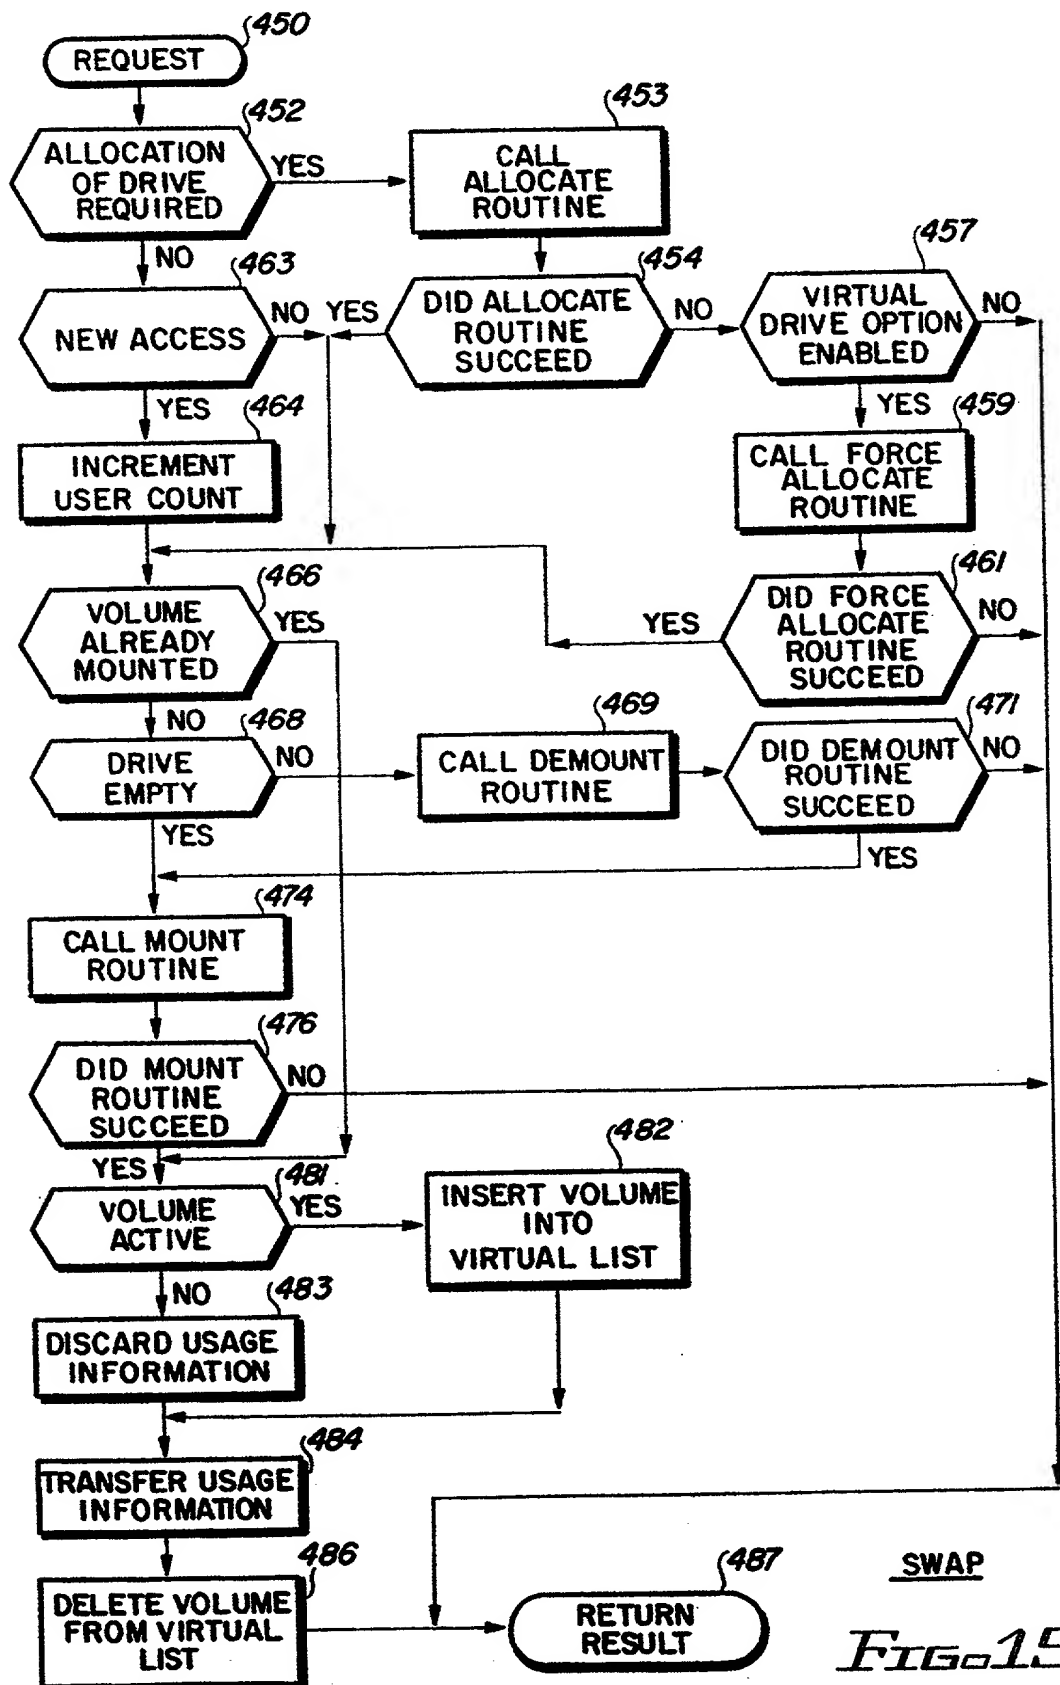 450
REQUEST
452
ALLOCATION
OF DRIVE
REQUIRED
YES
NO
453
CALL
ALLOCATE
ROUTINE
463
NEW ACCESS
NO
YES
454
DID ALLOCATE
ROUTINE
SUCCEED
YES
NO
457
VIRTUAL
DRIVE OPTION
ENABLED
NO
YES
464
INCREMENT
USER COUNT
459
CALL FORCE
ALLOCATE
ROUTINE
466
VOLUME
ALREADY
MOUNTED
YES
NO
461
DID FORCE
ALLOCATE
ROUTINE
SUCCEED
YES
NO
468
DRIVE
EMPTY
NO
YES
469
CALL DEMOUNT
ROUTINE
471
DID DEMOUNT
ROUTINE
SUCCEED
NO
YES
474
CALL MOUNT
ROUTINE
476
DID MOUNT
ROUTINE
SUCCEED
NO
YES
481
VOLUME
ACTIVE
YES
NO
482
INSERT VOLUME
INTO
VIRTUAL LIST
483
DISCARD USAGE
INFORMATION
484
TRANSFER USAGE
INFORMATION
486
DELETE VOLUME
FROM VIRTUAL
LIST
487
RETURN
RESULT
SWAP
FIG. 15